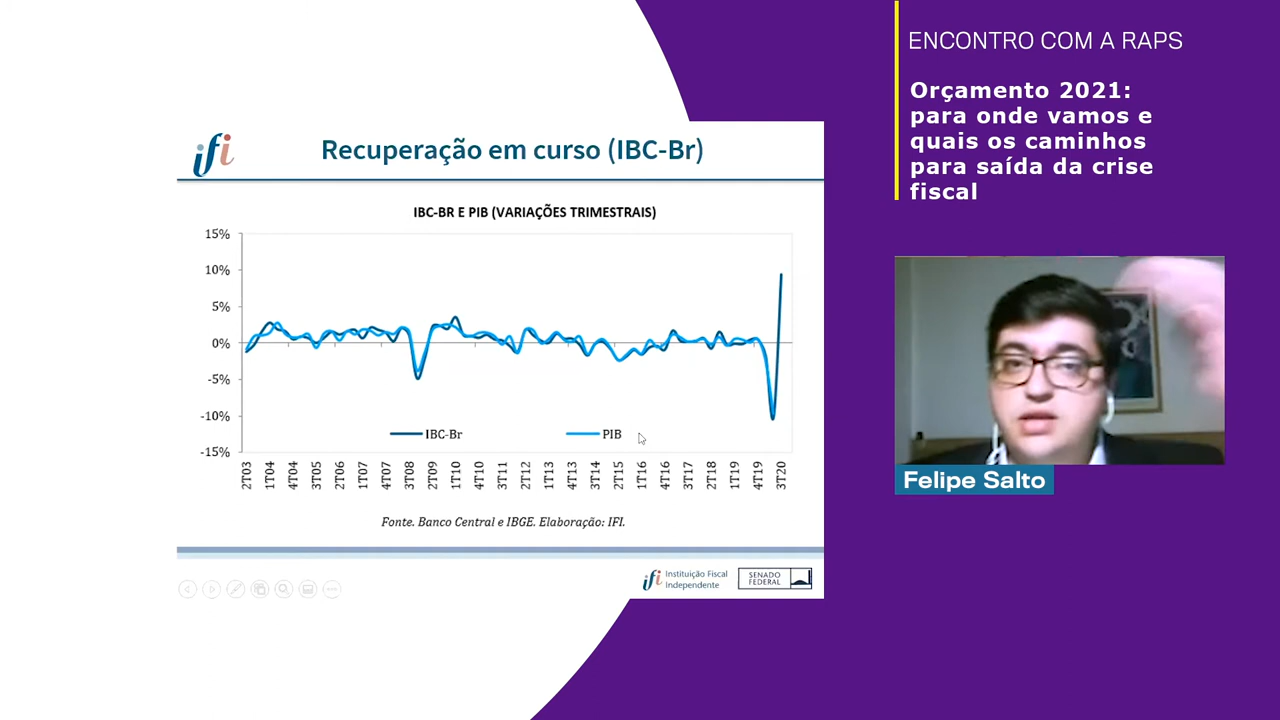 ENCONTRO COM A RAPS
Orçamento 2021:
para onde vamos e
quais os caminhos
para saída da crise
fiscal
ifi
Recuperação em curso (IBC-Br)
IBC-BR E PIB (VARIAÇÕES TRIMESTRAIS)
15%
10%
5%
0%
-5%
-10%
-15%
IBC-Br
PIB
2T03
1T04
4T04
3T05
2T06
1T07
4T07
3T08
2T09
1T10
4T10
3T11
2T12
1T13
4T13
3T14
2T15
1T16
4T16
3T17
2T18
1T19
4T19
3T20
Fonte. Banco Central e IBGE. Elaboração: IFI.
ifi Instituição Fiscal
Independente
SENADO
FEDERAL
Felipe Salto